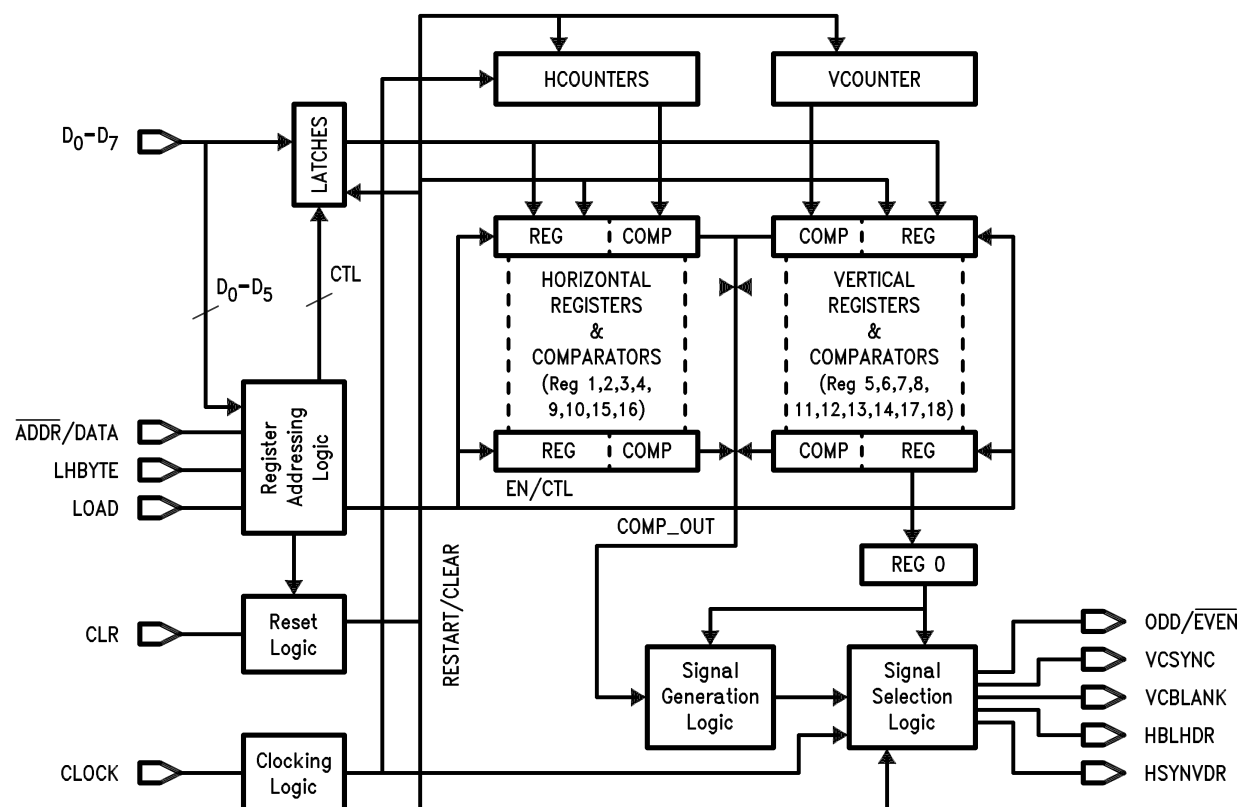 HCOUNTERS
VCOUNTER
D0-D7
LATCHES
REG
COMP
COMP
REG
D0-D5
CTL
HORIZONTAL
REGISTERS
&
COMPARATORS
(Reg 1,2,3,4,
9,10,15,16)
VERTICAL
REGISTERS
&
COMPARATORS
(Reg 5,6,7,8,
11,12,13,14,17,18)
ADDR/DATA
LHBYTE
LOAD
Register
Addressing
Logic
REG
COMP
COMP
REG
EN/CTL
COMP_OUT
REG 0
RESTART/CLEAR
CLR
Reset
Logic
Signal
Generation
Logic
Signal
Selection
Logic
ODD/EVEN
VCSYNC
VCBLANK
HBLHDR
HSYNVDR
CLOCK
Clocking
Logic